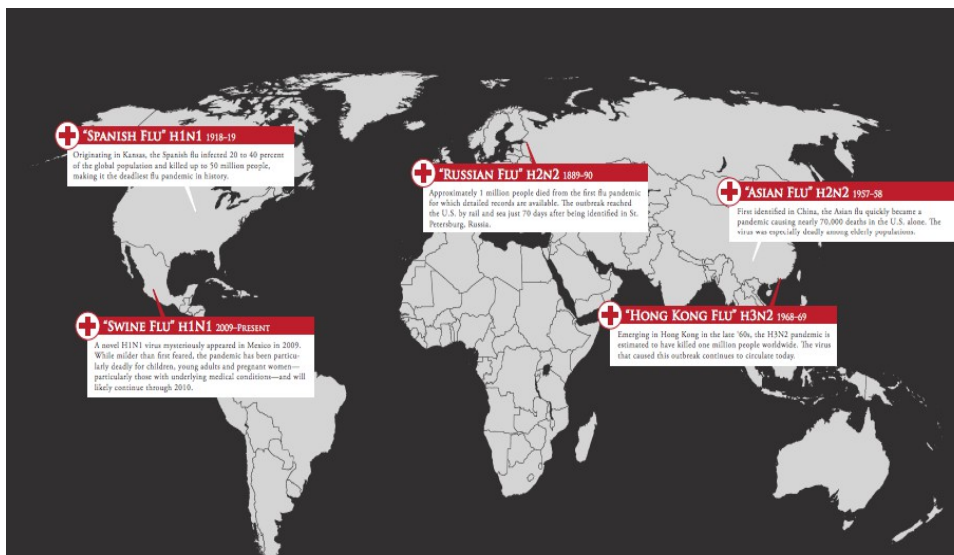 "SPANISH FLU" H1N1 1918–19
Originating in Kansas, the Spanish flu infected 20 to 40 percent
of the global population and killed up to 50 million people,
making it the deadliest flu pandemic in history.
"RUSSIAN FLU" H2N2 1889–90
Approximately 1 million people died from the first flu pandemic
for which detailed records are available. The outbreak reached
the U.S. by rail and sea just 70 days after being identified in St.
Petersburg, Russia.
"ASIAN FLU" H2N2 1957–58
First identified in China, the Asian flu quickly became a
pandemic causing nearly 70,000 deaths in the U.S. alone. The
virus was especially deadly among elderly populations.
"SWINE FLU" H1N1 2009–PRESENT
A novel H1N1 virus mysteriously appeared in Mexico in 2009.
While milder than first feared, the pandemic has been particu-
larly deadly for children, young adults and pregnant women—
particularly those with underlying medical conditions—and will
likely continue through 2010.
"HONG KONG FLU" H3N2 1968–69
Emerging in Hong Kong in the late '60s, the H3N2 pandemic is
estimated to have killed one million people worldwide. The virus
that caused this outbreak continues to circulate today.